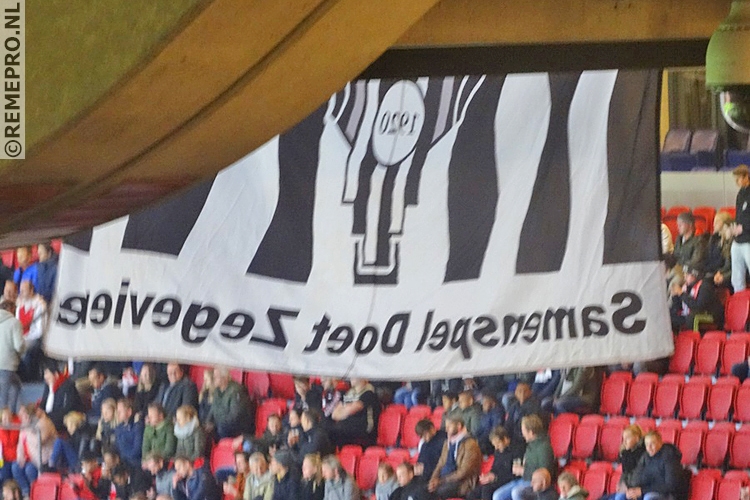 ©REMEPRO.NL
1920
Samenspel Doet Zegevieren